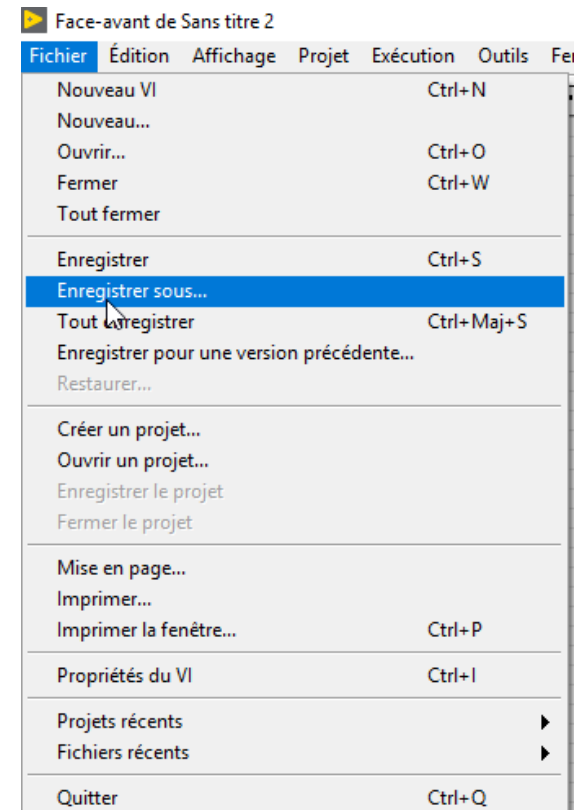 Face-avant de Sans titre 2
Fichier Édition Affichage Projet Exécution Outils
Nouveau VI Ctrl+N
Nouveau...
Ouvrir... Ctrl+O
Fermer Ctrl+W
Tout fermer
Enregistrer Ctrl+S
Enregistrer sous...
Tout enregistrer Ctrl+Maj+S
Enregistrer pour une version précédente...
Restaurer...
Créer un projet...
Ouvrir un projet...
Enregistrer le projet
Fermer le projet
Mise en page...
Imprimer...
Imprimer la fenêtre... Ctrl+P
Propriétés du VI Ctrl+I
Projets récents
Fichiers récents
Quitter Ctrl+Q